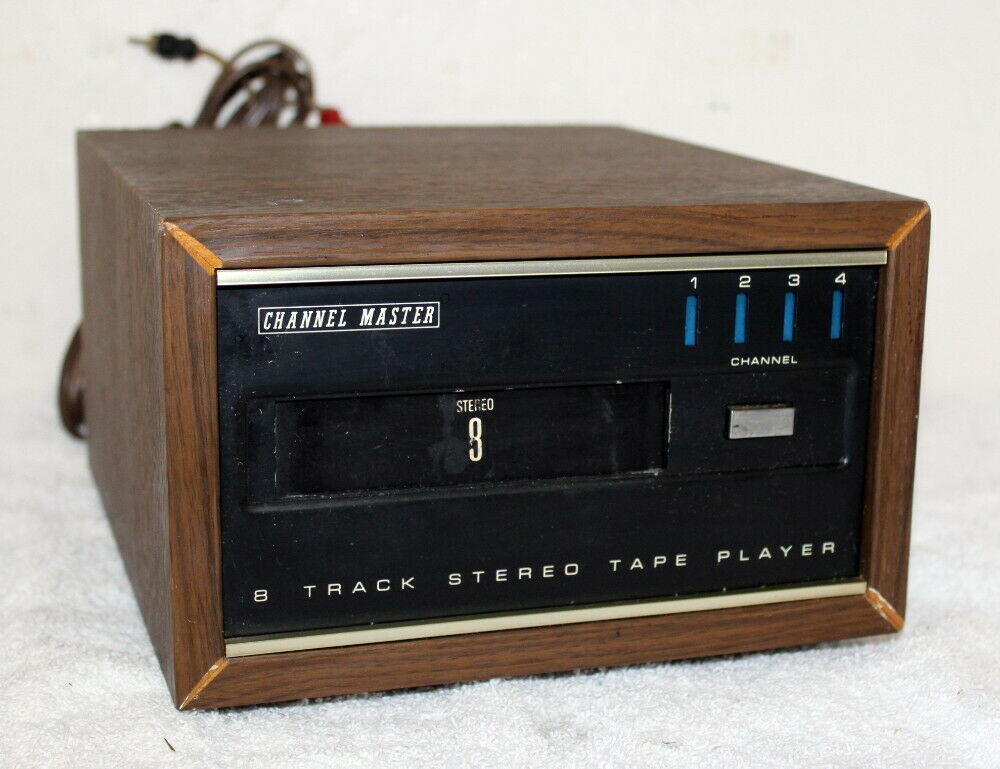 CHANNEL MASTER
1 2 3 4
CHANNEL
STEREO
8
8 TRACK STEREO TAPE PLAYER